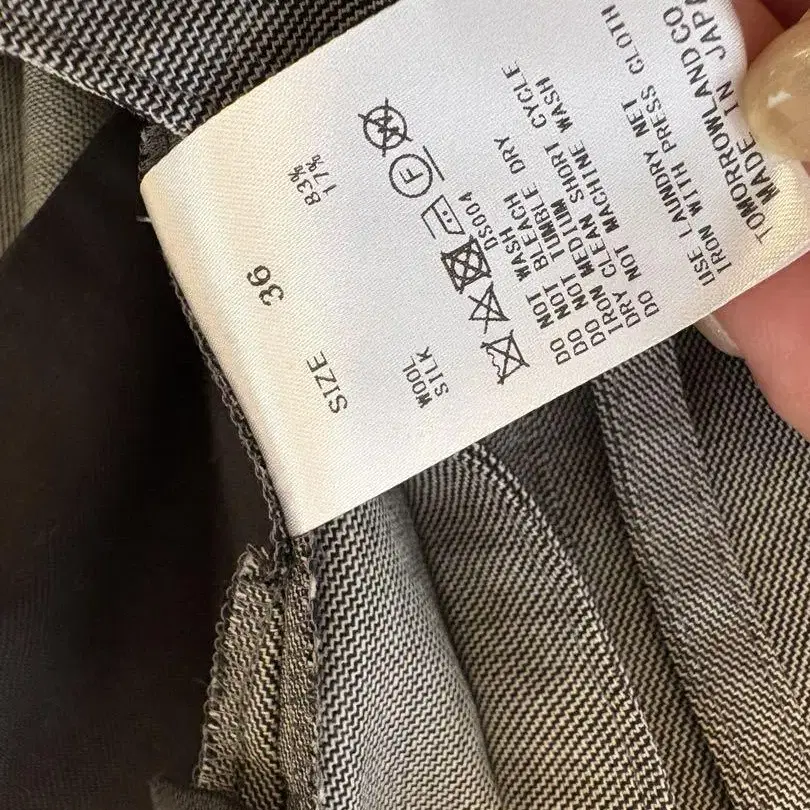 SIZE 36
WOOL 83%
SILK 17%
DS004
DO NOT WASH
DO NOT BLEACH
DO NOT TUMBLE DRY
IRON MEDIUM
DRY CLEAN SHORT CYCLE
DO NOT MACHINE WASH
USE LAUNDRY NET
IRON WITH PRESS CLOTH
TOMORROWLAND CO
MADE IN